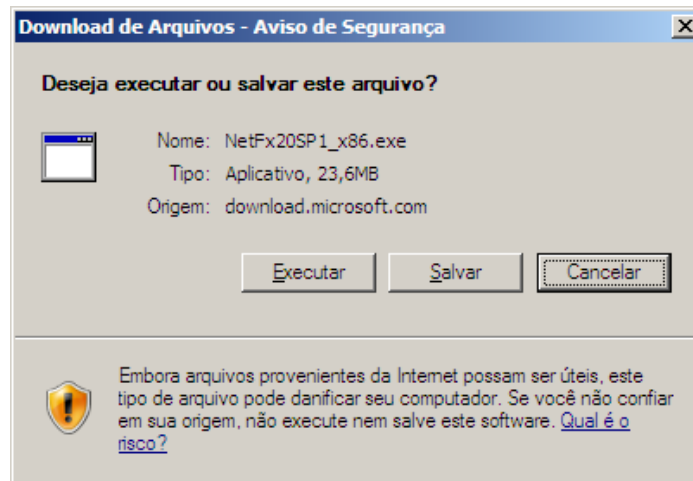 Download de Arquivos - Aviso de Segurança
Deseja executar ou salvar este arquivo?
Nome: NetFx20SP1_x86.exe
Tipo: Aplicativo, 23,6MB
Origem: download.microsoft.com
Executar Salvar Cancelar
Embora arquivos provenientes da Internet possam ser úteis, este
tipo de arquivo pode danificar seu computador. Se você não confiar
em sua origem, não execute nem salve este software. Qual é o
risco?